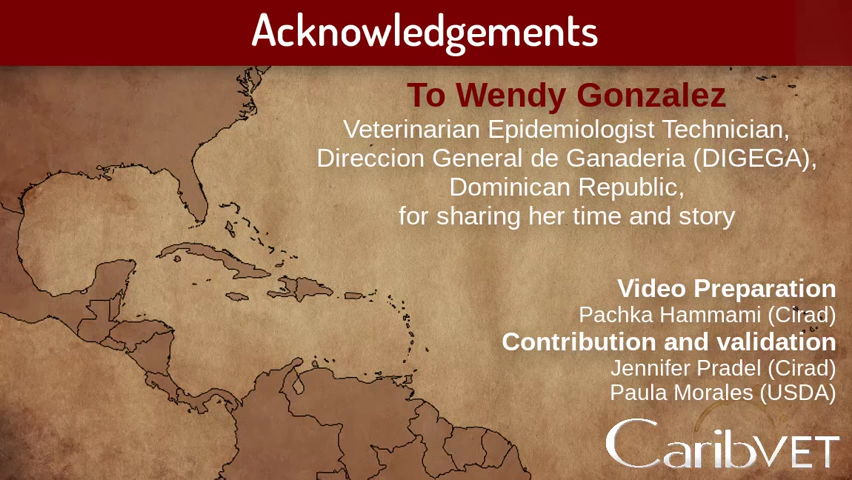 Acknowledgements
To Wendy Gonzalez
Veterinarian Epidemiologist Technician,
Direccion General de Ganaderia (DIGEGA),
Dominican Republic,
for sharing her time and story
Video Preparation
Pachka Hammami (Cirad)
Contribution and validation
Jennifer Pradel (Cirad)
Paula Morales (USDA)
CaribVET